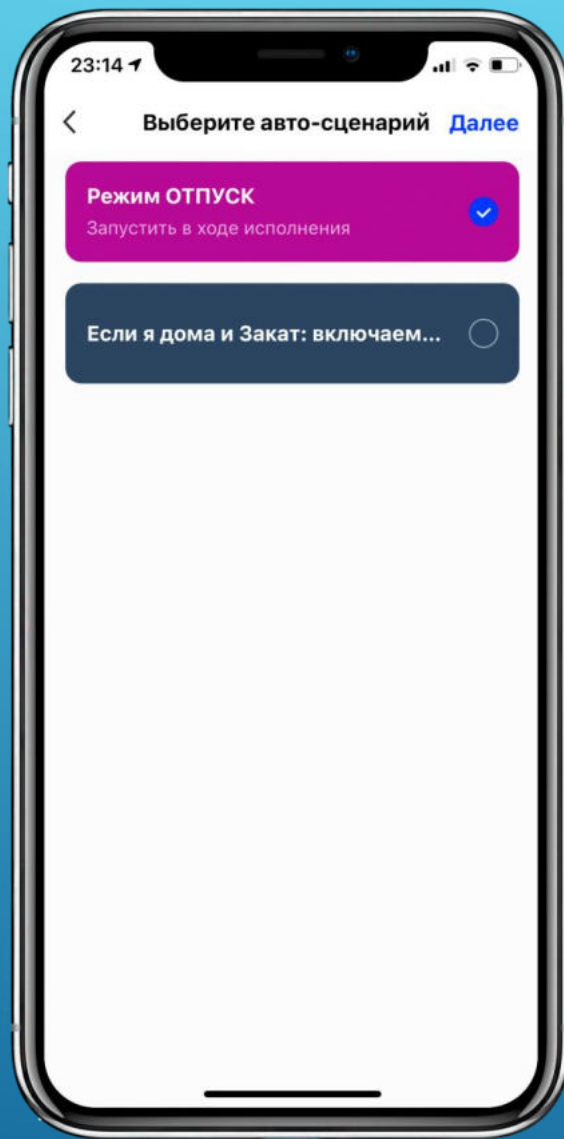 23:14
Выберите авто-сценарий Далее
Режим ОТПУСК
Запустить в ходе исполнения
Если я дома и Закат: включаем...